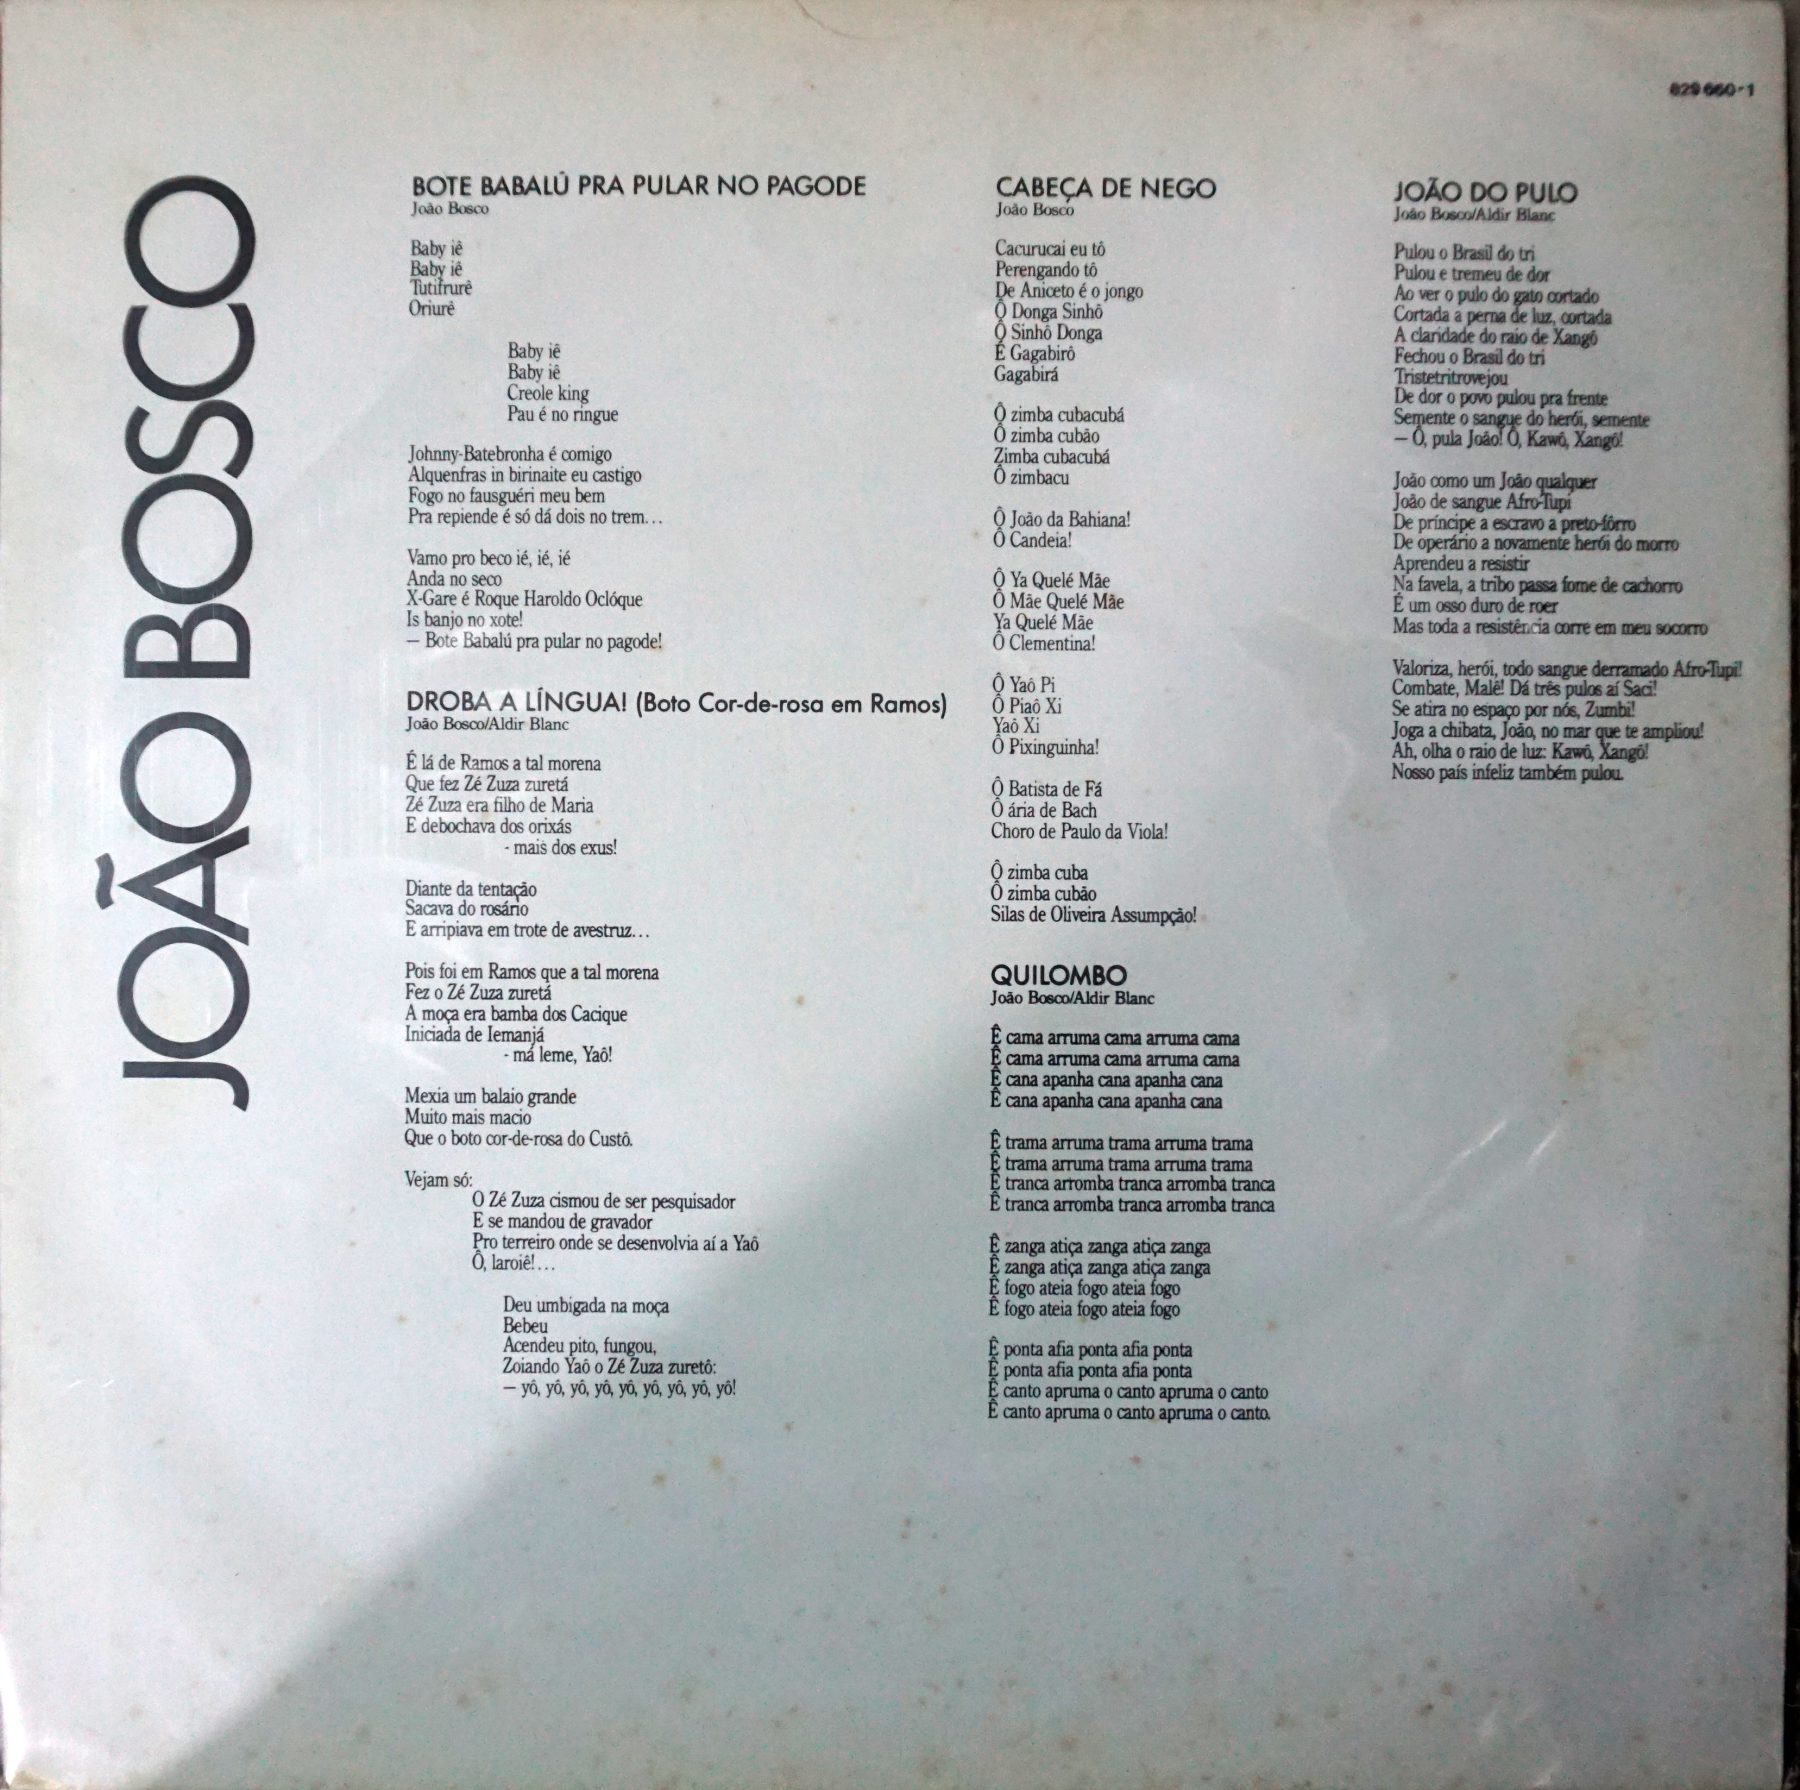 829 660-1
JOÃO BOSCO
BOTE BABALÚ PRA PULAR NO PAGODE
João Bosco
Baby iê
Baby iê
Tutifrurê
Oriurê
Baby iê
Baby iê
Creole king
Pau é no ringue
Johnny-Batebronha é comigo
Alquenfras in birinaite eu castigo
Fogo no fausguéri meu bem
Pra repiende é só dá dois no trem...
Vamo pro beco ié, ié, ié
Anda no seco
X-Gare é Roque Haroldo Oclóque
Is banjo no xote!
— Bote Babalú pra pular no pagode!
DROBA A LÍNGUA! (Boto Cor-de-rosa em Ramos)
João Bosco/Aldir Blanc
É lá de Ramos a tal morena
Que fez Zé Zuza zuretá
Zé Zuza era filho de Maria
E debochava dos orixás
- mais dos exus!
Diante da tentação
Sacava do rosário
E arripiava em trote de avestruz...
Pois foi em Ramos que a tal morena
Fez o Zé Zuza zuretá
A moça era bamba dos Cacique
Iniciada de Iemanjá
- má leme, Yaô!
Mexia um balaio grande
Muito mais macio
Que o boto cor-de-rosa do Custô.
Vejam só:
O Zé Zuza cismou de ser pesquisador
E se mandou de gravador
Pro terreiro onde se desenvolvia aí a Yaô
Ô, laroiê!...
Deu umbigada na moça
Bebeu
Acendeu pito, fungou,
Zoiando Yaô o Zé Zuza zuretô:
— yô, yô, yô, yô, yô, yô, yô, yô, yô!
CABEÇA DE NEGO
João Bosco
Cacurucai eu tô
Perengando tô
De Aniceto é o jongo
Ô Donga Sinhô
Ô Sinhô Donga
É Gagabirô
Gagabirá
Ô zimba cubacubá
Ô zimba cubão
Zimba cubacubá
Ô zimbacu
Ô João da Bahiana!
Ô Candeia!
Ô Ya Quelé Mãe
Ô Mãe Quelé Mãe
Ya Quelé Mãe
Ô Clementina!
Ô Yaô Pi
Ô Piaô Xi
Yaô Xi
Ô Pixinguinha!
Ô Batista de Fá
Ô ária de Bach
Choro de Paulo da Viola!
Ô zimba cuba
Ô zimba cubão
Silas de Oliveira Assumpção!
QUILOMBO
João Bosco/Aldir Blanc
Ê cama arruma cama arruma cama
Ê cama arruma cama arruma cama
Ê cana apanha cana apanha cana
Ê cana apanha cana apanha cana
Ê trama arruma trama arruma trama
Ê trama arruma trama arruma trama
Ê tranca arromba tranca arromba tranca
Ê tranca arromba tranca arromba tranca
Ê zanga atiça zanga atiça zanga
Ê zanga atiça zanga atiça zanga
Ê fogo ateia fogo ateia fogo
Ê fogo ateia fogo ateia fogo
Ê ponta afia ponta afia ponta
Ê ponta afia ponta afia ponta
Ê canto apruma o canto apruma o canto
Ê canto apruma o canto apruma o canto.
JOÃO DO PULO
João Bosco/Aldir Blanc
Pulou o Brasil do tri
Pulou e tremeu de dor
Ao ver o pulo do gato cortado
Cortada a perna de luz, cortada
A claridade do raio de Xangô
Fechou o Brasil do tri
Tristetritrovejou
De dor o povo pulou pra frente
Semente o sangue do herói, semente
— Ô, pula João! Ô, Kawô, Xangô!
João como um João qualquer
João de sangue Afro-Tupi
De príncipe a escravo a preto-fôrro
De operário a novamente herói do morro
Aprendeu a resistir
Na favela, a tribo passa fome de cachorro
É um osso duro de roer
Mas toda a resistência corre em meu socorro
Valoriza, herói, todo sangue derramado Afro-Tupi!
Combate, Malê! Dá três pulos aí Saci!
Se atira no espaço por nós, Zumbi!
Joga a chibata, João, no mar que te ampliou!
Ah, olha o raio de luz: Kawô, Xangô!
Nosso país infeliz também pulou.